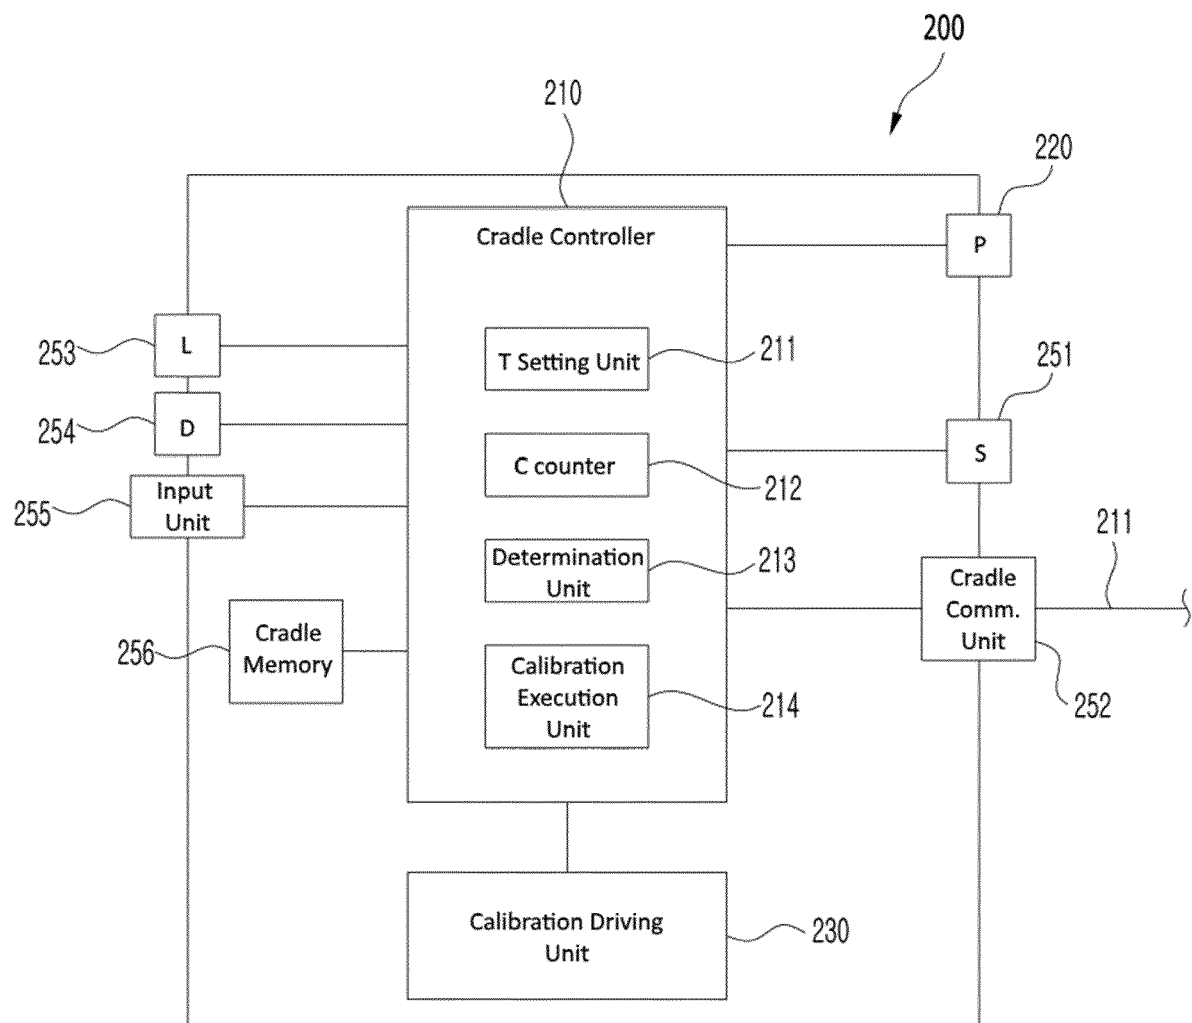 200
210
220
Cradle Controller
P
L
253
T Setting Unit
211
251
D
254
C counter
212
S
Input
Unit
255
211
Determination
Unit
213
Cradle
Comm.
Unit
252
Cradle
Memory
256
Calibration
Execution
Unit
214
Calibration Driving
Unit
230